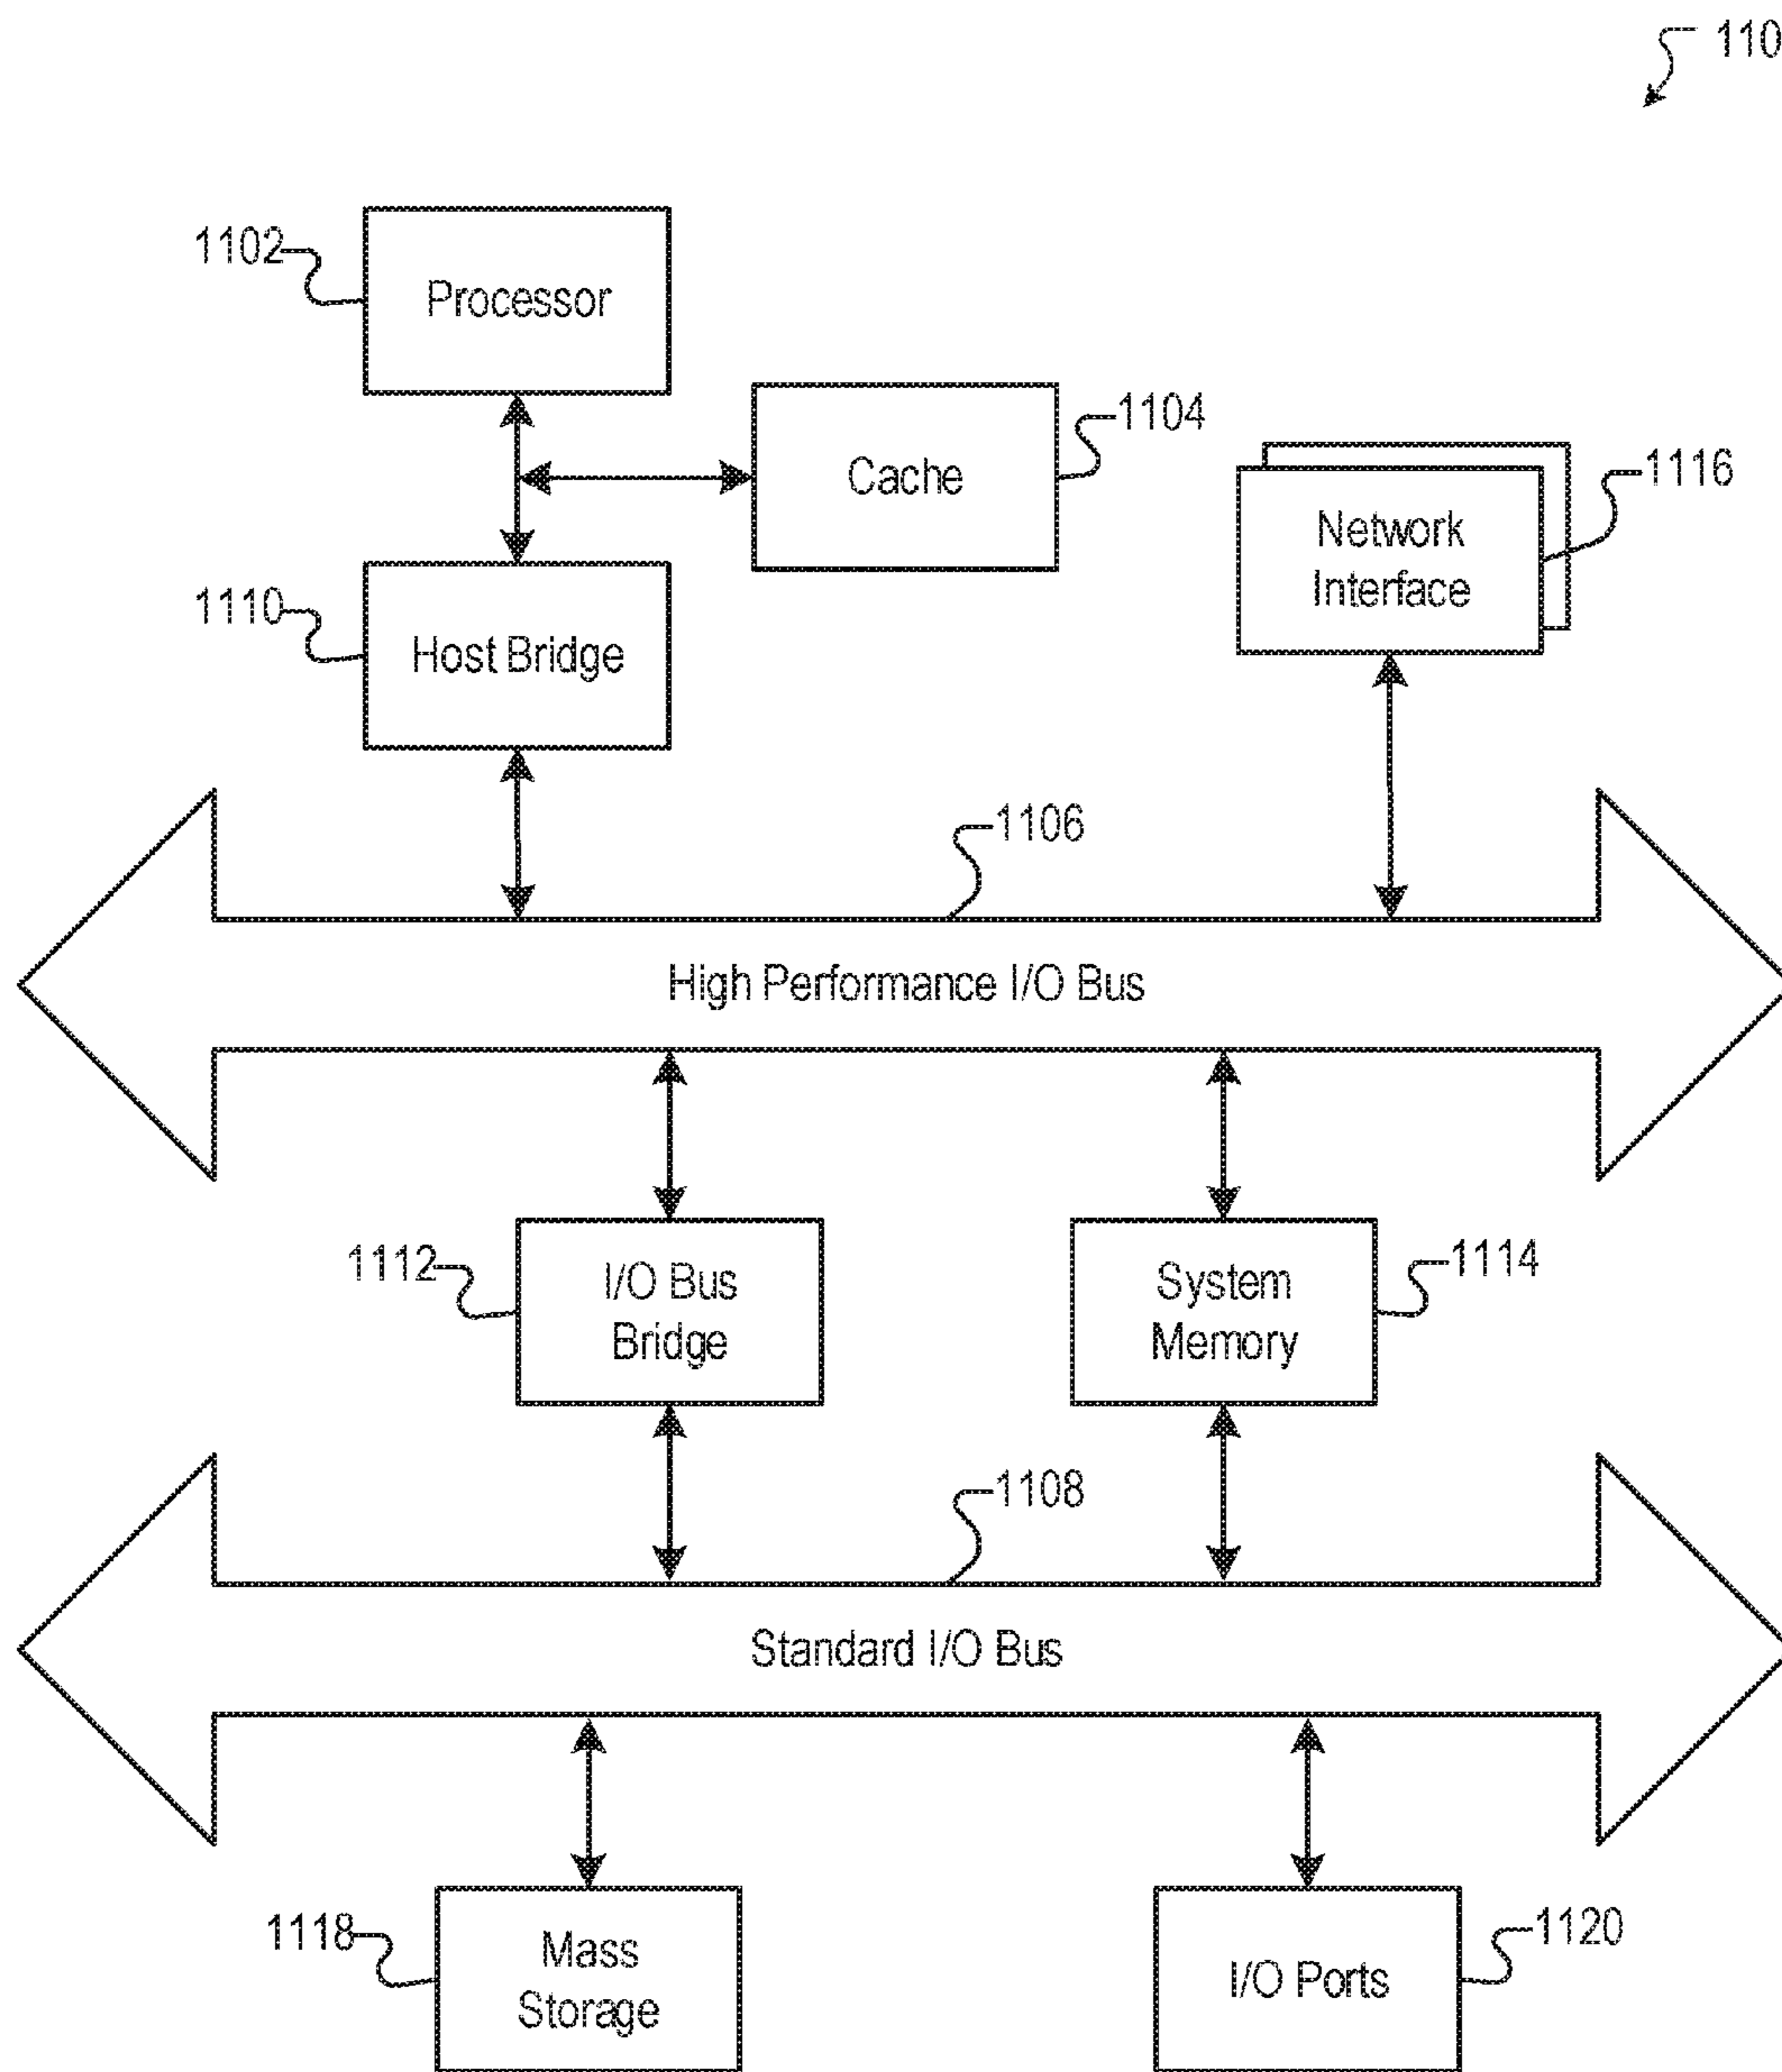 110
1102
Processor
1104
Cache
1116
Network
Interface
1110
Host Bridge
1106
High Performance I/O Bus
1112
I/O Bus
Bridge
1114
System
Memory
1108
Standard I/O Bus
1118
Mass
Storage
1120
I/O Ports